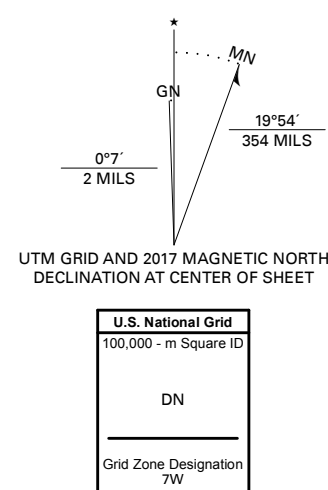 ★
MN
GN
19°54´
354 MILS
0°7´
2 MILS
UTM GRID AND 2017 MAGNETIC NORTH
DECLINATION AT CENTER OF SHEET
U.S. National Grid
100,000 - m Square ID
DN
Grid Zone Designation
7W